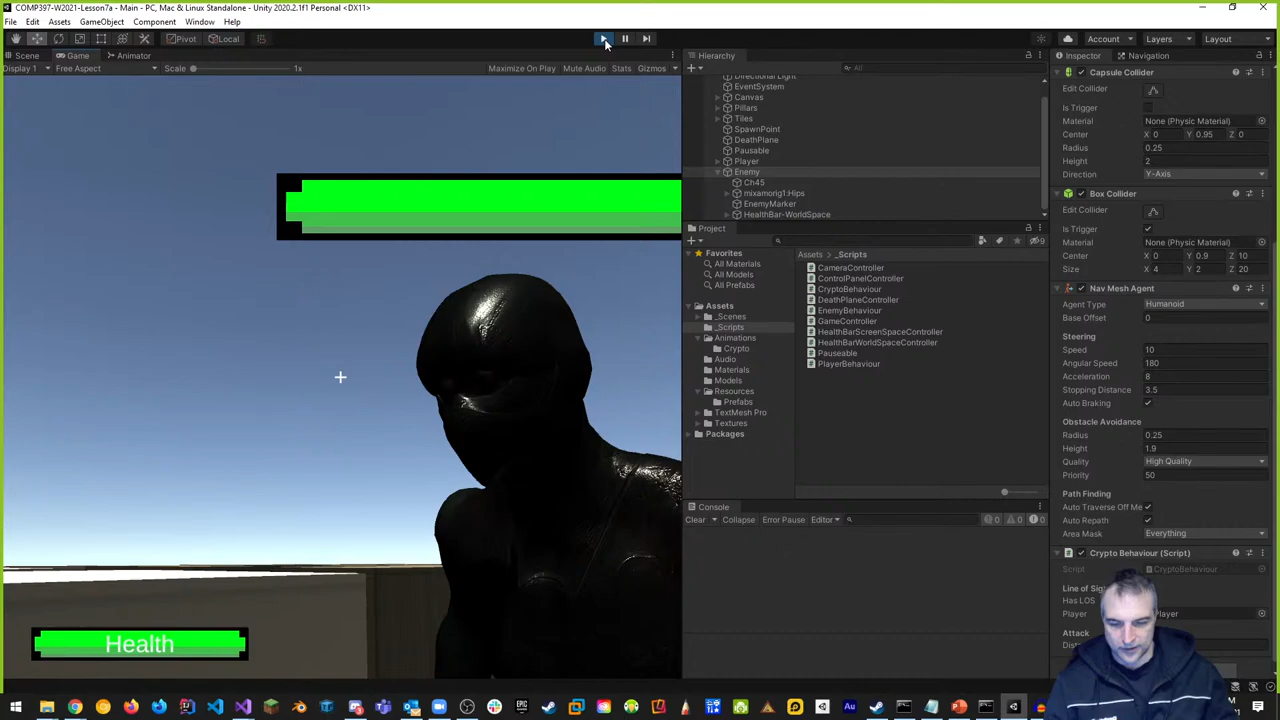 COMP397-W2021-Lesson7a - Main - PC, Mac & Linux Standalone - Unity 2020.2.1f1 Personal <DX11>
File Edit Assets GameObject Component Window Help
Pivot Local Account Layers Layout
Scene Game Animator
Display 1 Free Aspect Scale 1x Maximize On Play Mute Audio Stats Gizmos
Health
Hierarchy
All
Directional Light
EventSystem
Canvas
Pillars
Tiles
SpawnPoint
DeathPlane
Pausable
Player
Enemy
Ch45
mixamorig1:Hips
EnemyMarker
HealthBar-WorldSpace
Project
9
Favorites
All Materials
All Models
All Prefabs
Assets
_Scenes
_Scripts
Animations
Crypto
Audio
Materials
Models
Resources
Prefabs
TextMesh Pro
Textures
Packages
Assets _Scripts
CameraController
ControlPanelController
CryptoBehaviour
DeathPlaneController
EnemyBehaviour
GameController
HealthBarScreenSpaceController
HealthBarWorldSpaceController
Pauseable
PlayerBehaviour
Console
Clear Collapse Error Pause Editor 0 0 0
Inspector Navigation
Capsule Collider
Edit Collider
Is Trigger
Material None (Physic Material)
Center X 0 Y 0.95 Z 0
Radius 0.25
Height 2
Direction Y-Axis
Box Collider
Edit Collider
Is Trigger
Material None (Physic Material)
Center X 0 Y 0.9 Z 10
Size X 4 Y 2 Z 20
Nav Mesh Agent
Agent Type Humanoid
Base Offset 0
Steering
Speed 10
Angular Speed 180
Acceleration 8
Stopping Distance 3.5
Auto Braking
Obstacle Avoidance
Radius 0.25
Height 1.9
Quality High Quality
Priority 50
Path Finding
Auto Traverse Off Me
Auto Repath
Area Mask Everything
Crypto Behaviour (Script)
Script CryptoBehaviour
Line of Sig
Has LOS
Player Player
Attack